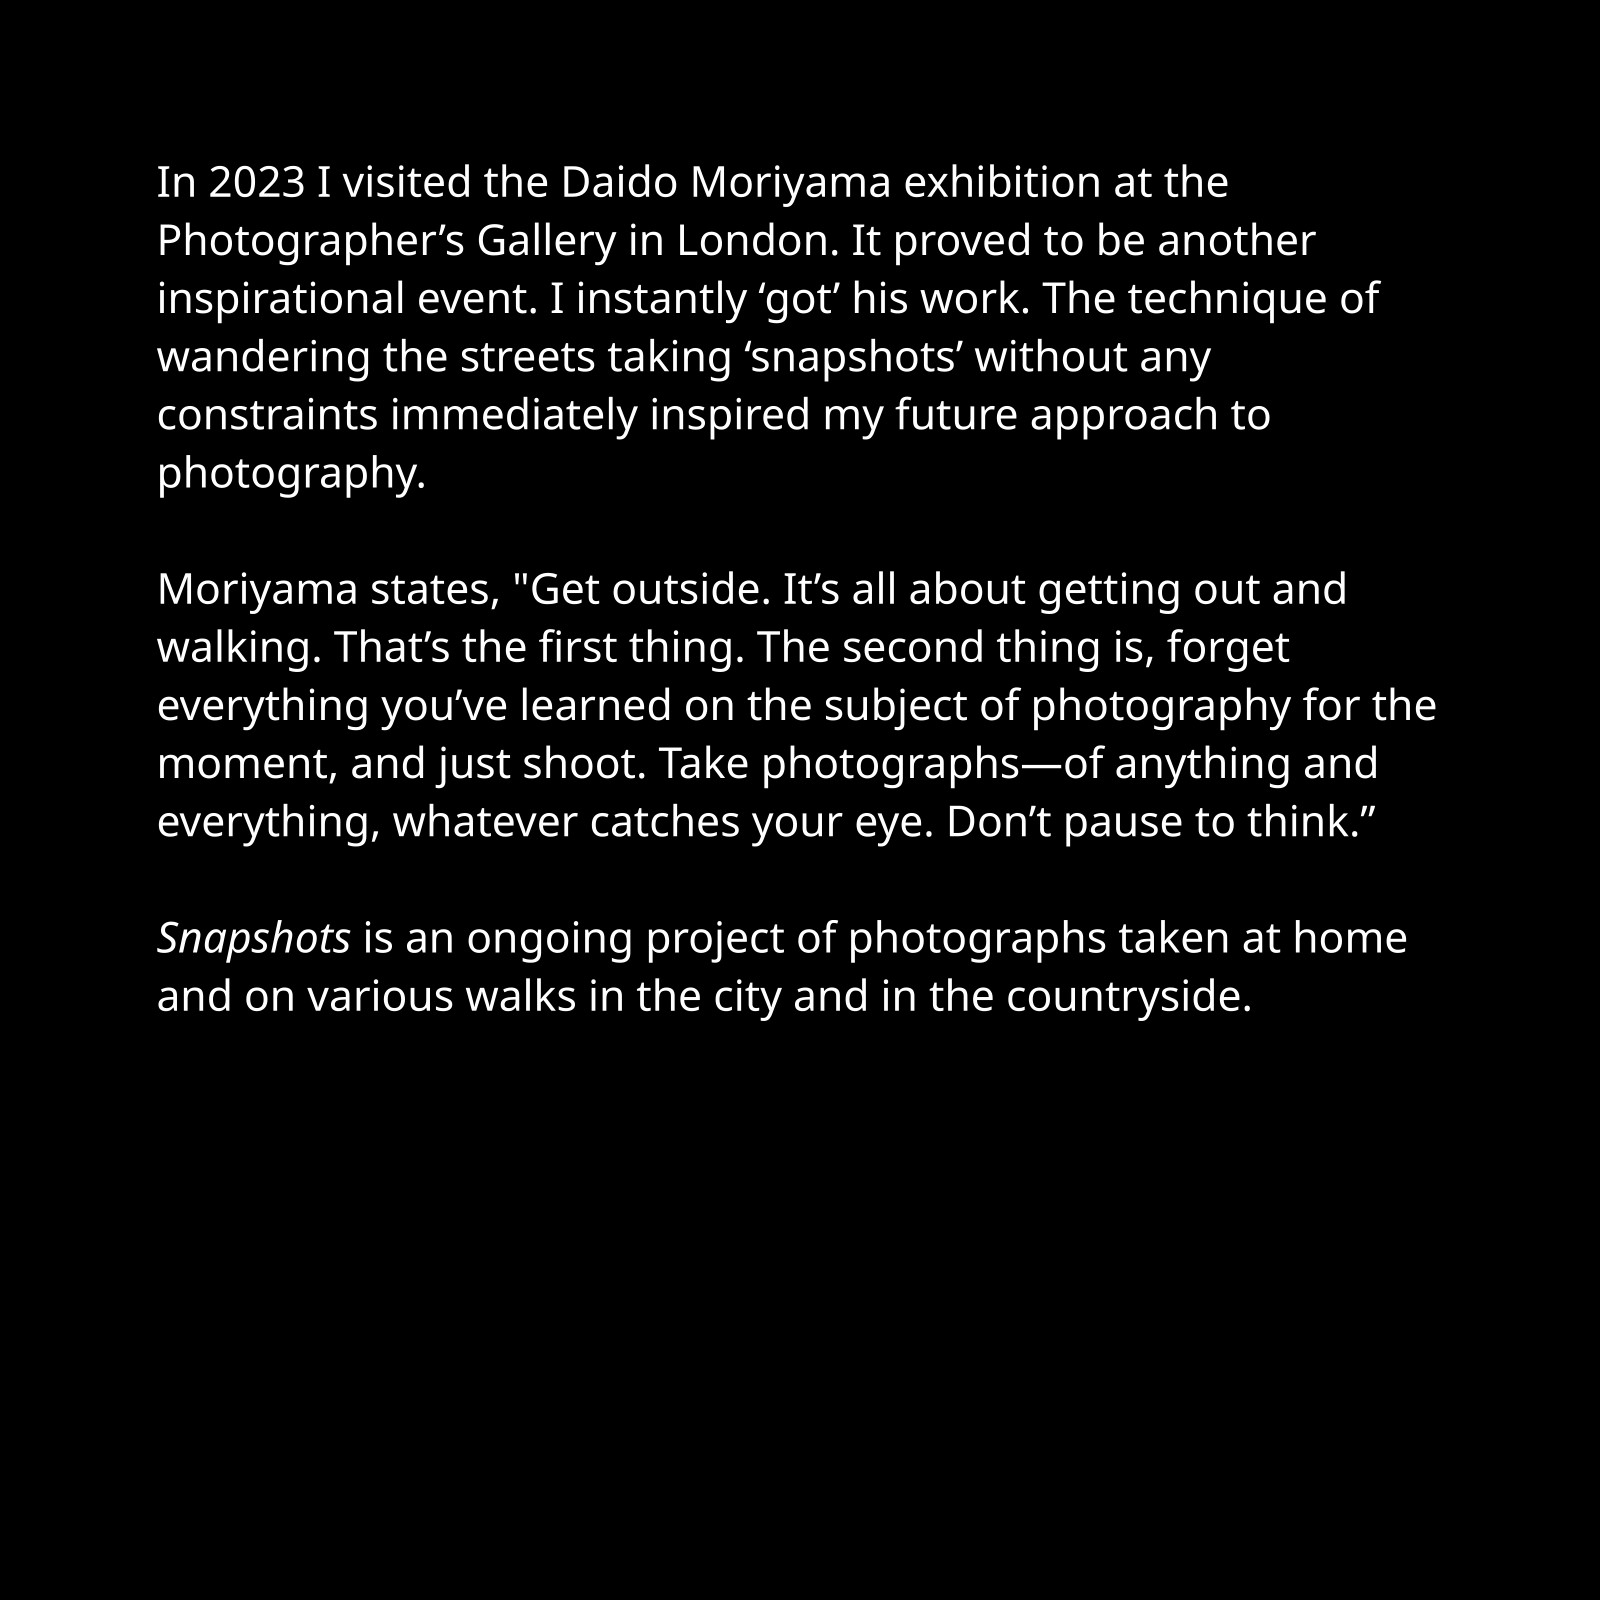 In 2023 I visited the Daido Moriyama exhibition at the
Photographer’s Gallery in London. It proved to be another
inspirational event. I instantly ‘got’ his work. The technique of
wandering the streets taking ‘snapshots’ without any
constraints immediately inspired my future approach to
photography.
Moriyama states, "Get outside. It’s all about getting out and
walking. That’s the first thing. The second thing is, forget
everything you’ve learned on the subject of photography for the
moment, and just shoot. Take photographs—of anything and
everything, whatever catches your eye. Don’t pause to think.”
Snapshots is an ongoing project of photographs taken at home
and on various walks in the city and in the countryside.